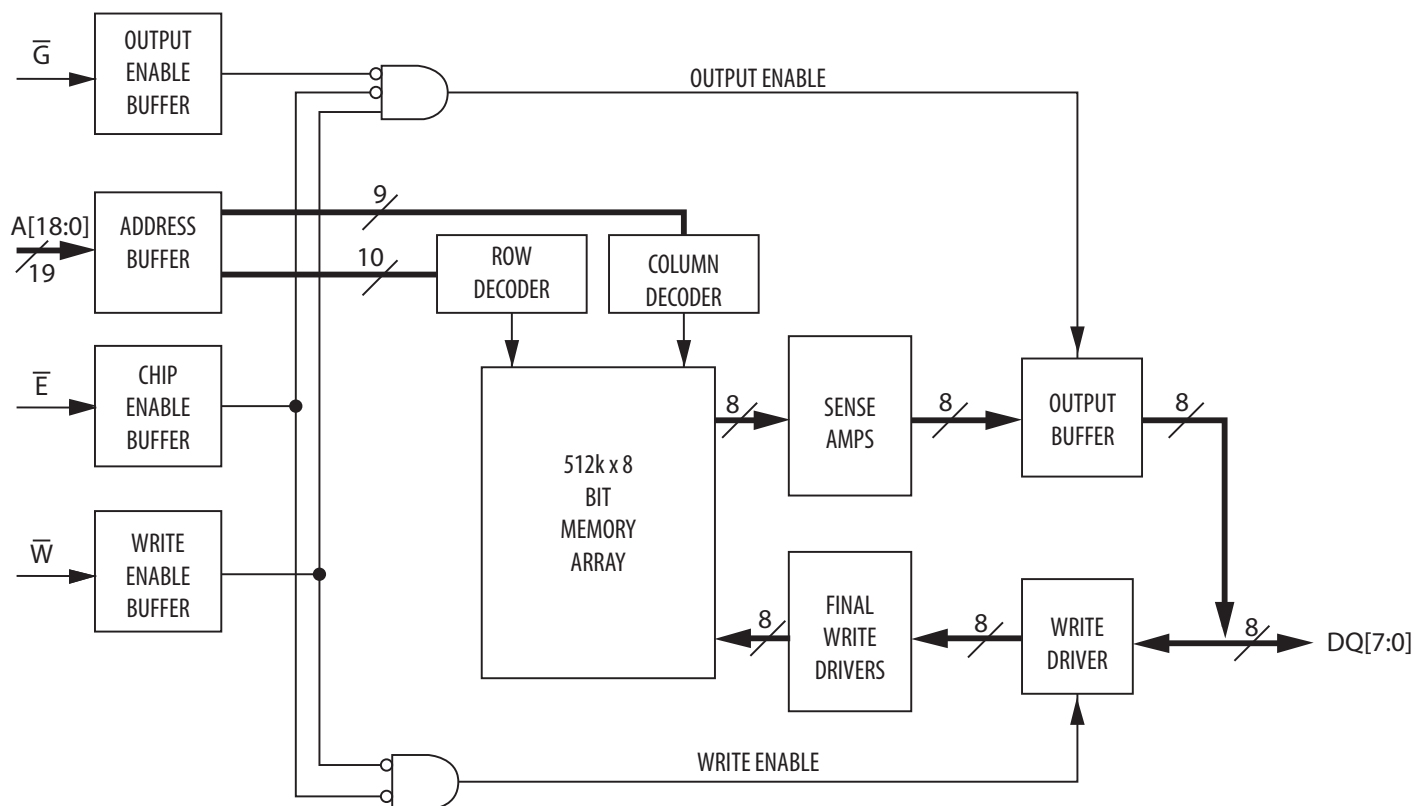 G̅
OUTPUT
ENABLE
BUFFER
OUTPUT ENABLE
A[18:0]
19
ADDRESS
BUFFER
9
10
ROW
DECODER
COLUMN
DECODER
E̅
CHIP
ENABLE
BUFFER
512k x 8
BIT
MEMORY
ARRAY
8
SENSE
AMPS
8
OUTPUT
BUFFER
8
W̅
WRITE
ENABLE
BUFFER
8
FINAL
WRITE
DRIVERS
8
WRITE
DRIVER
8
DQ[7:0]
WRITE ENABLE